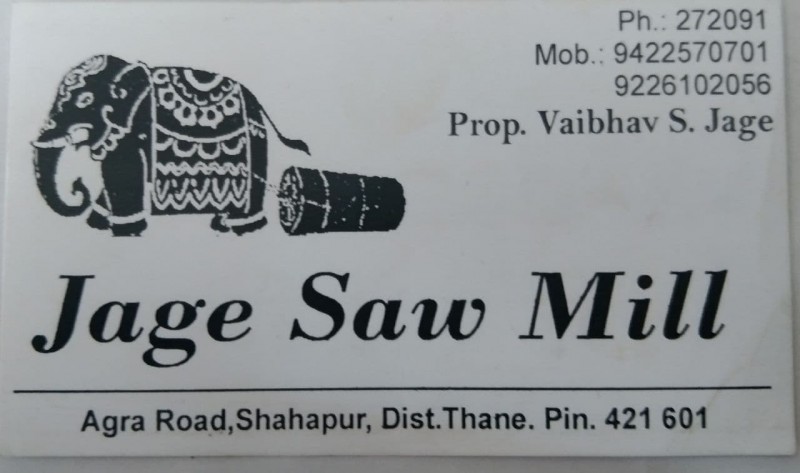 Ph.: 272091
Mob.: 9422570701
9226102056
Prop. Vaibhav S. Jage
Jage Saw Mill
Agra Road,Shahapur, Dist.Thane. Pin. 421 601